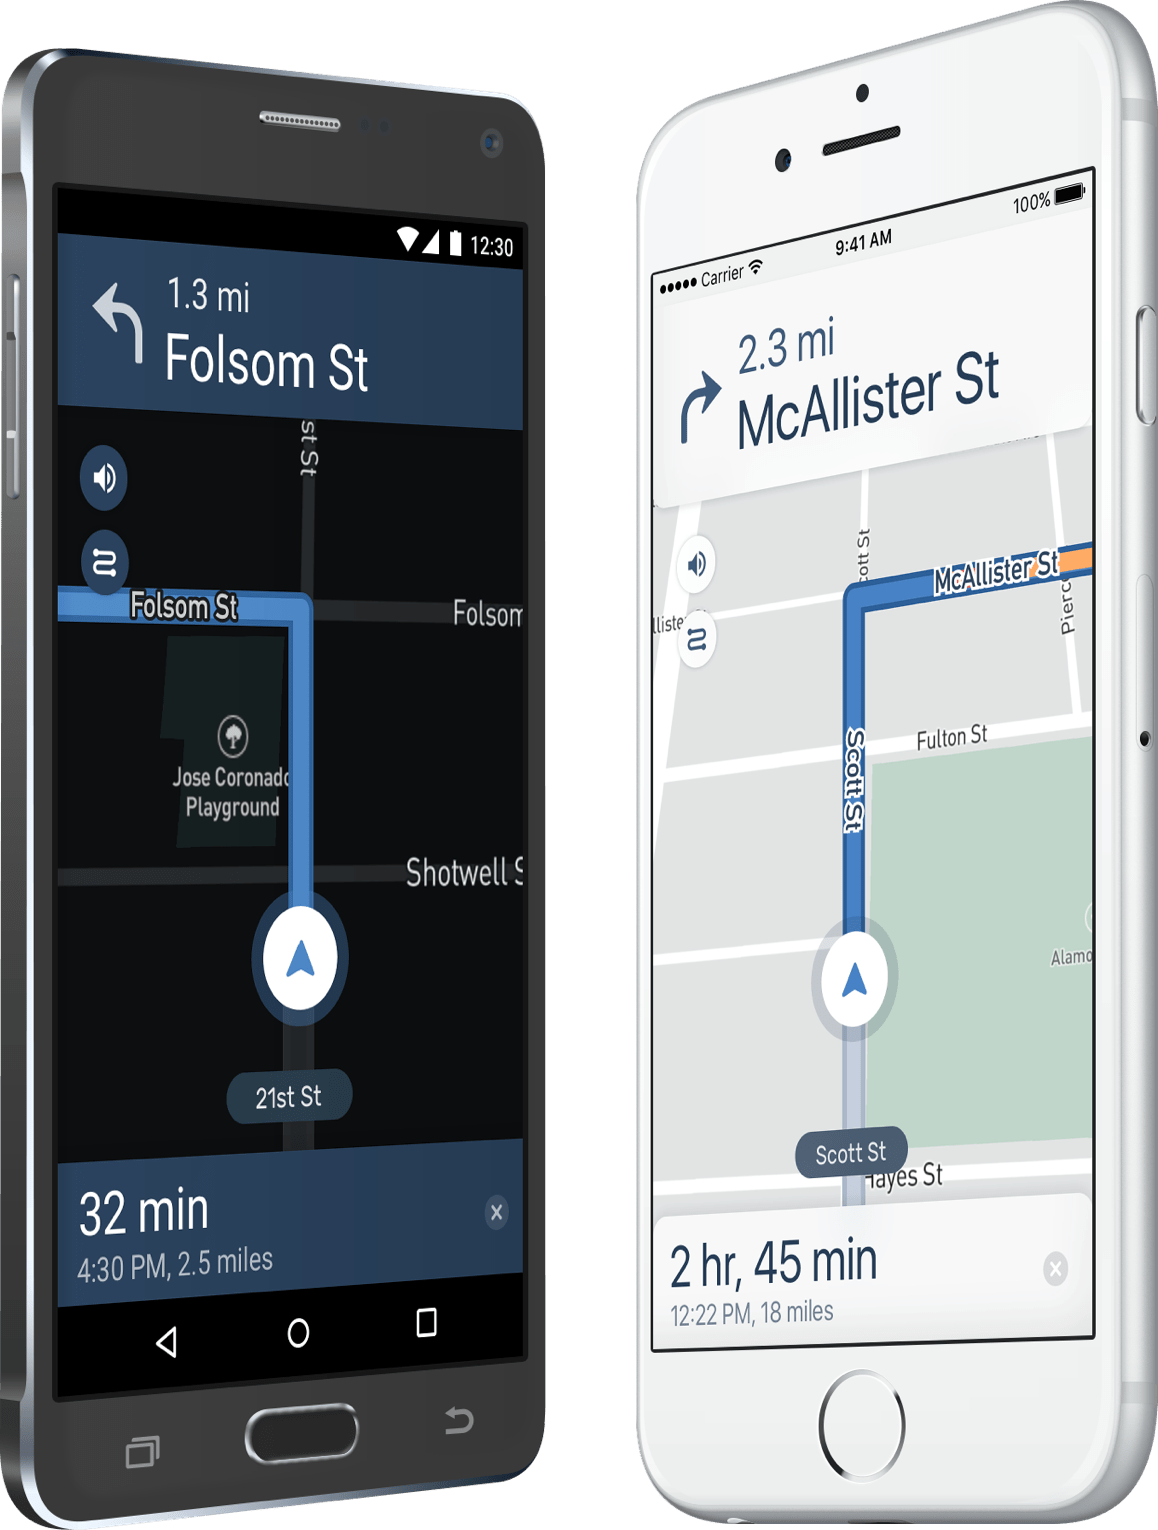 12:30
1.3 mi
Folsom St
st St
Folsom St
Folsom
Jose Coronado
Playground
Shotwell S
21st St
32 min
4:30 PM, 2.5 miles
100%
9:41 AM
Carrier
2.3 mi
McAllister St
cott St
McAllister St
lliste
Pierc
Scott St
Fulton St
Alamo
Scott St
Hayes St
2 hr, 45 min
12:22 PM, 18 miles